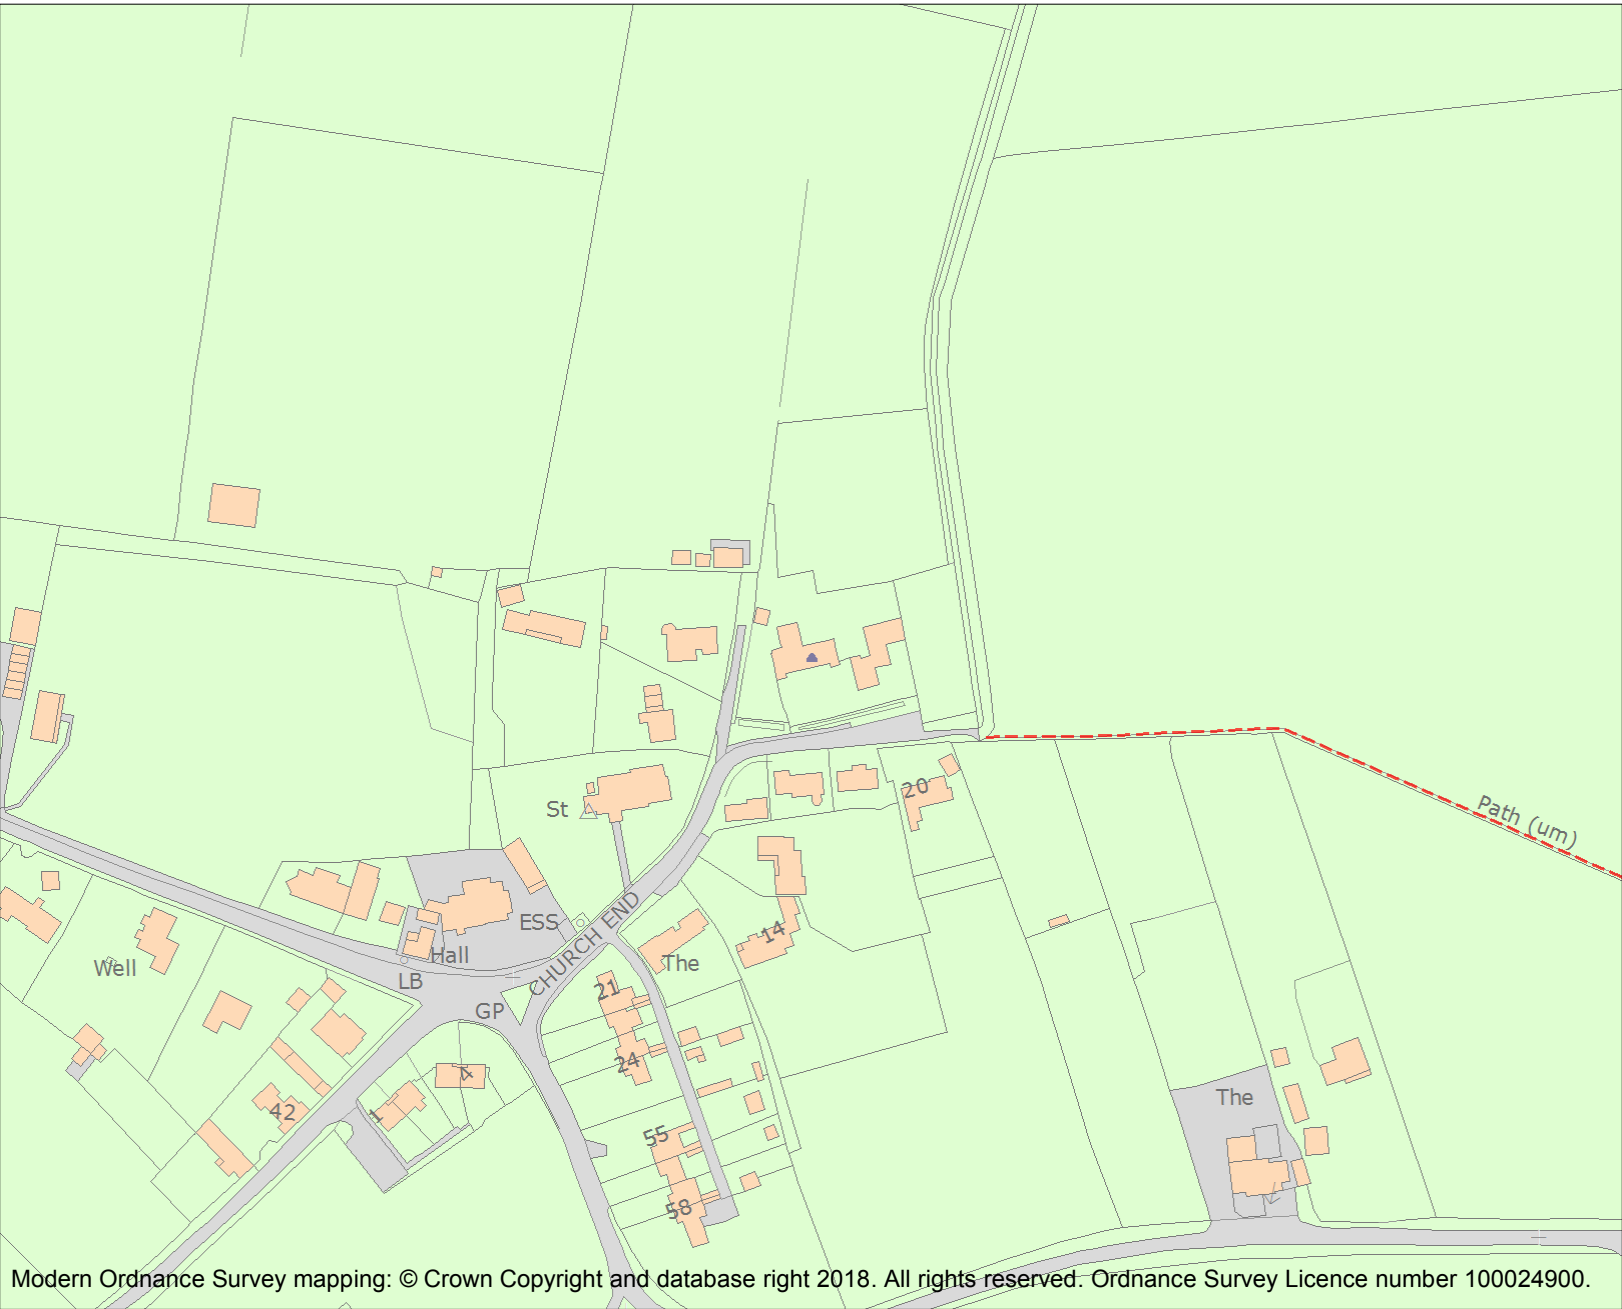 Path (um)
20
St
ESS
CHURCH END
Hall
14
Well
The
LB
21
GP
24
4
42
1
The
55
58
Modern Ordnance Survey mapping: © Crown Copyright and database right 2018. All rights reserved. Ordnance Survey Licence number 100024900.